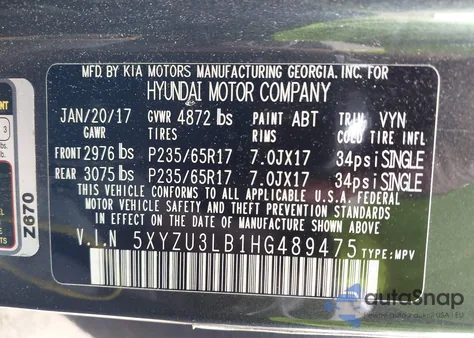 MFD. BY KIA MOTORS MANUFACTURING GEORGIA, INC. FOR
HYUNDAI MOTOR COMPANY
JAN/20/17 GVWR 4872 lbs PAINT ABT TRIM VYN
GAWR TIRES RIMS COLD TIRE INFL
FRONT 2976 lbs P235/65R17 7.0JX17 34psi SINGLE
REAR 3075 lbs P235/65R17 7.0JX17 34psi SINGLE
THIS VEHICLE CONFORMS TO ALL APPLICABLE FEDERAL
MOTOR VEHICLE SAFETY AND THEFT PREVENTION STANDARDS
IN EFFECT ON THE DATE OF MANUFACTURE SHOWN ABOVE.
V.I.N 5XYZU3LB1HG489475 TYPE:MPV
Z670
3
autoSnap